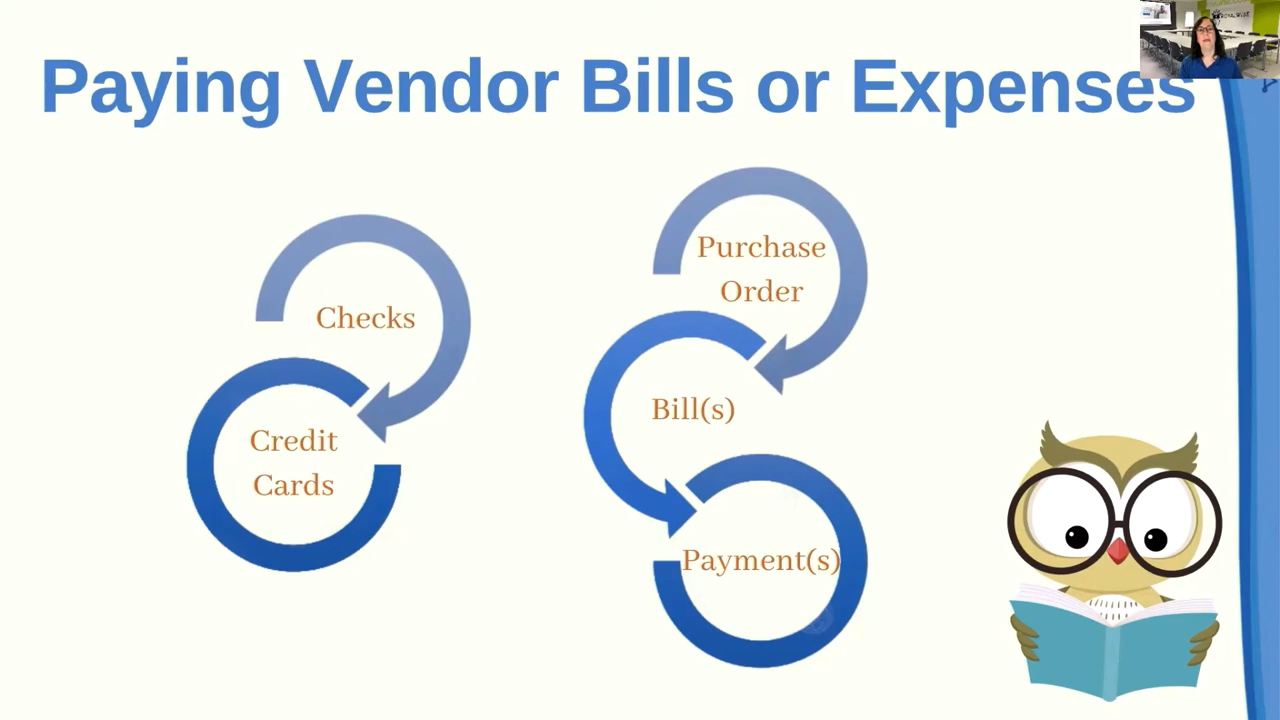 Paying Vendor Bills or Expenses
Checks
Credit
Cards
Purchase
Order
Bill(s)
Payment(s)